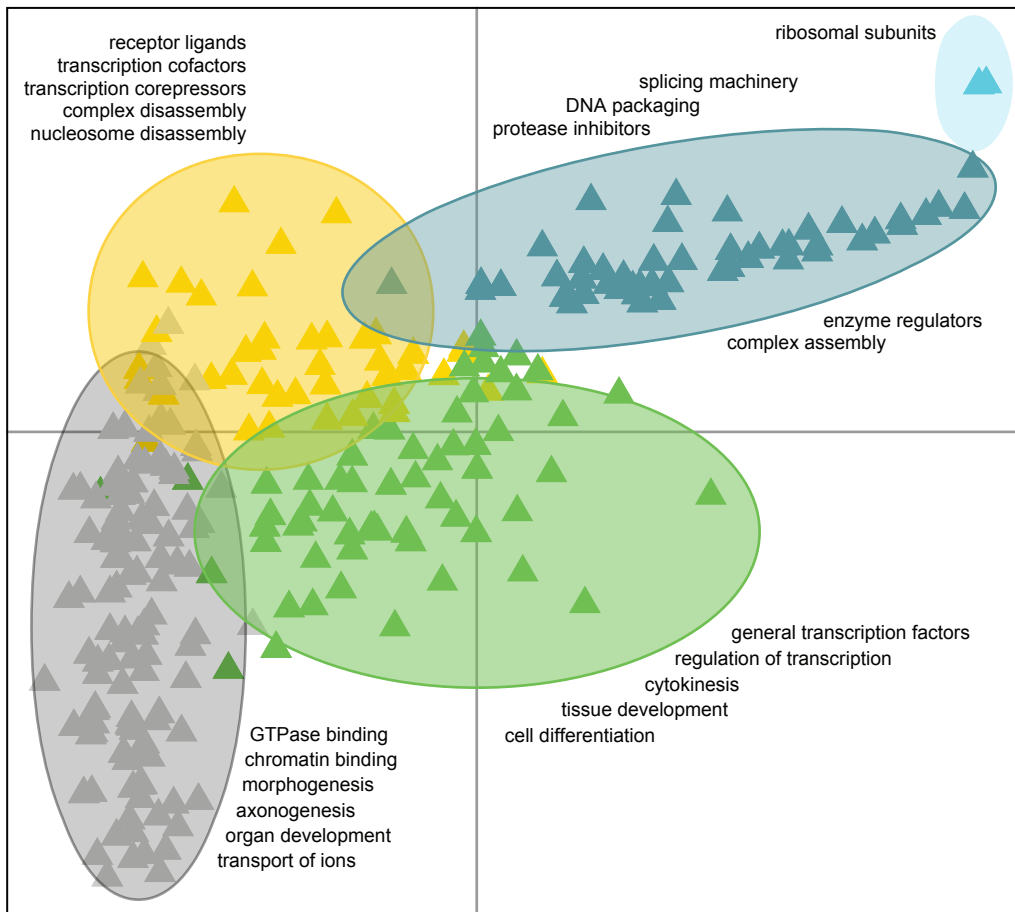 receptor ligands
transcription cofactors
transcription corepressors
complex disassembly
nucleosome disassembly
ribosomal subunits
splicing machinery
DNA packaging
protease inhibitors
enzyme regulators
complex assembly
general transcription factors
regulation of transcription
cytokinesis
tissue development
cell differentiation
GTPase binding
chromatin binding
morphogenesis
axonogenesis
organ development
transport of ions